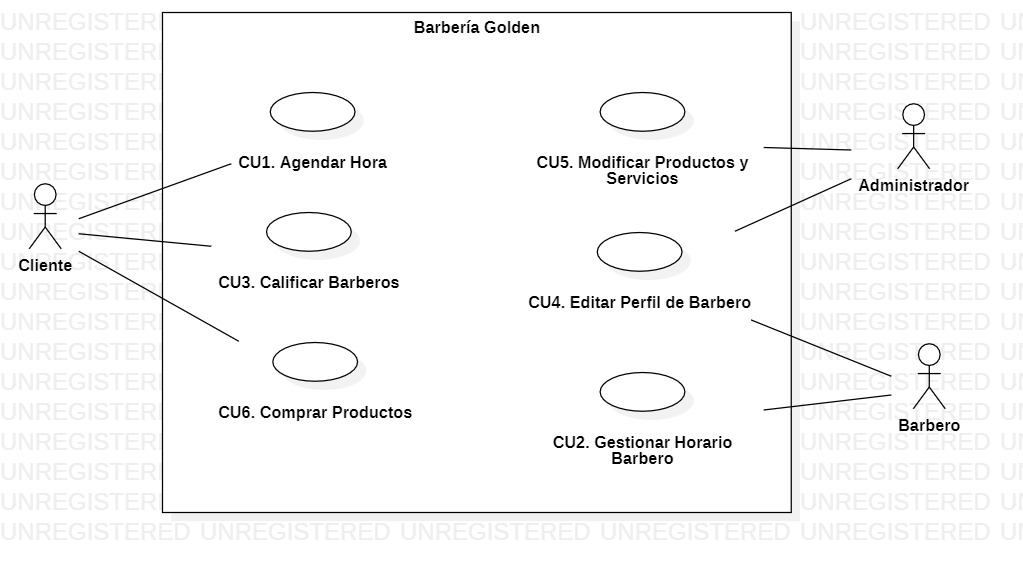 Barbería Golden
CU1. Agendar Hora
CU5. Modificar Productos y
Servicios
Administrador
Cliente
CU3. Calificar Barberos
CU4. Editar Perfil de Barbero
CU6. Comprar Productos
Barbero
CU2. Gestionar Horario
Barbero
UNREGISTERED